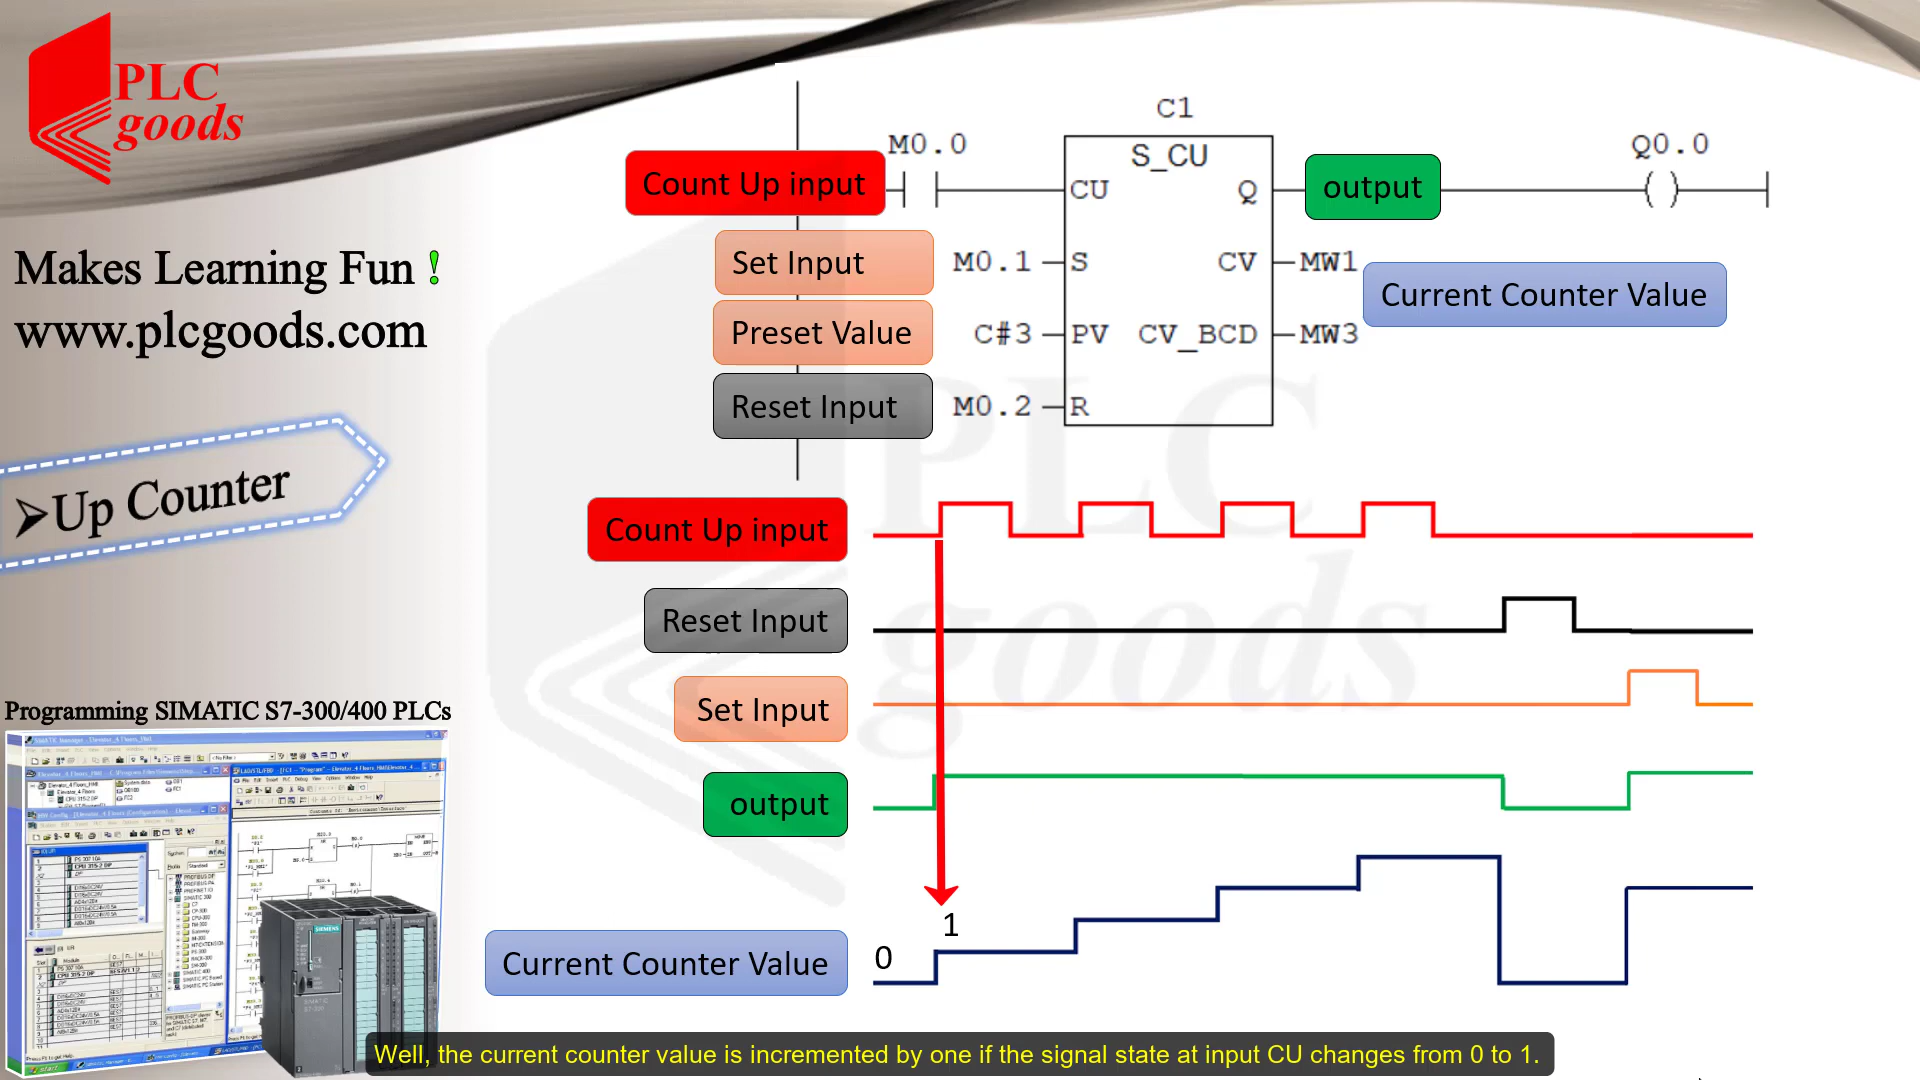 PLC
goods
Makes Learning Fun !
www.plcgoods.com
➢Up Counter
Programming SIMATIC S7-300/400 PLCs
SIEMENS
C1
M0.0
S_CU
Q0.0
Count Up input
CU
Q
output
Set Input
M0.1
S
CV
MW1
Current Counter Value
Preset Value
C#3
PV
CV_BCD
MW3
Reset Input
M0.2
R
PLC
goods
Count Up input
Reset Input
Set Input
output
1
0
Current Counter Value
Well, the current counter value is incremented by one if the signal state at input CU changes from 0 to 1.